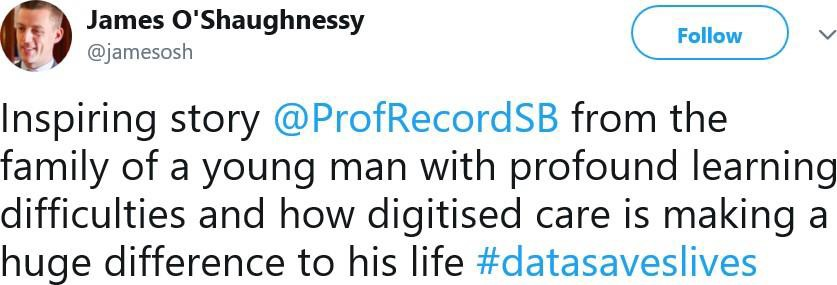 James O'Shaughnessy
@jamesosh
Follow
Inspiring story @ProfRecordSB from the
family of a young man with profound learning
difficulties and how digitised care is making a
huge difference to his life #datasaveslives